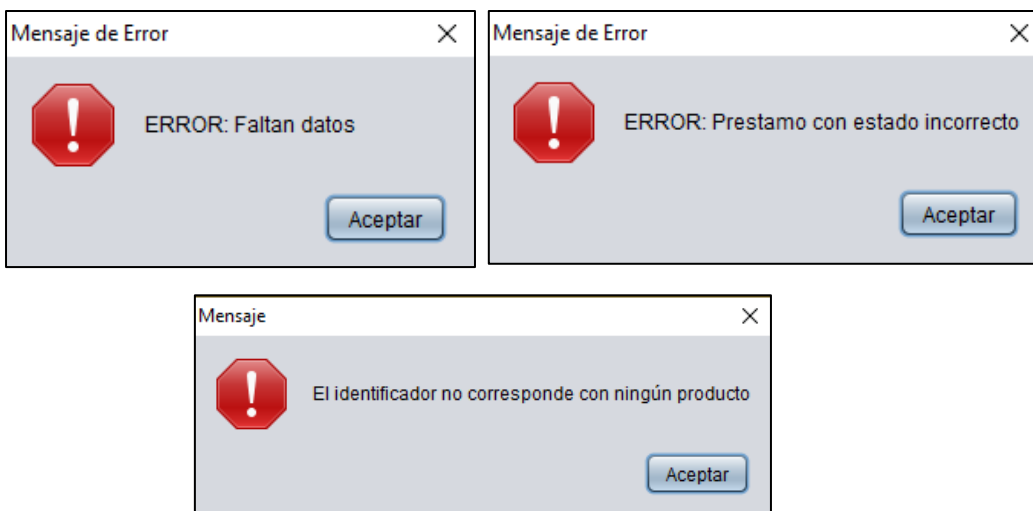 Mensaje de Error
ERROR: Faltan datos
Aceptar
Mensaje de Error
ERROR: Prestamo con estado incorrecto
Aceptar
Mensaje
El identificador no corresponde con ningún producto
Aceptar